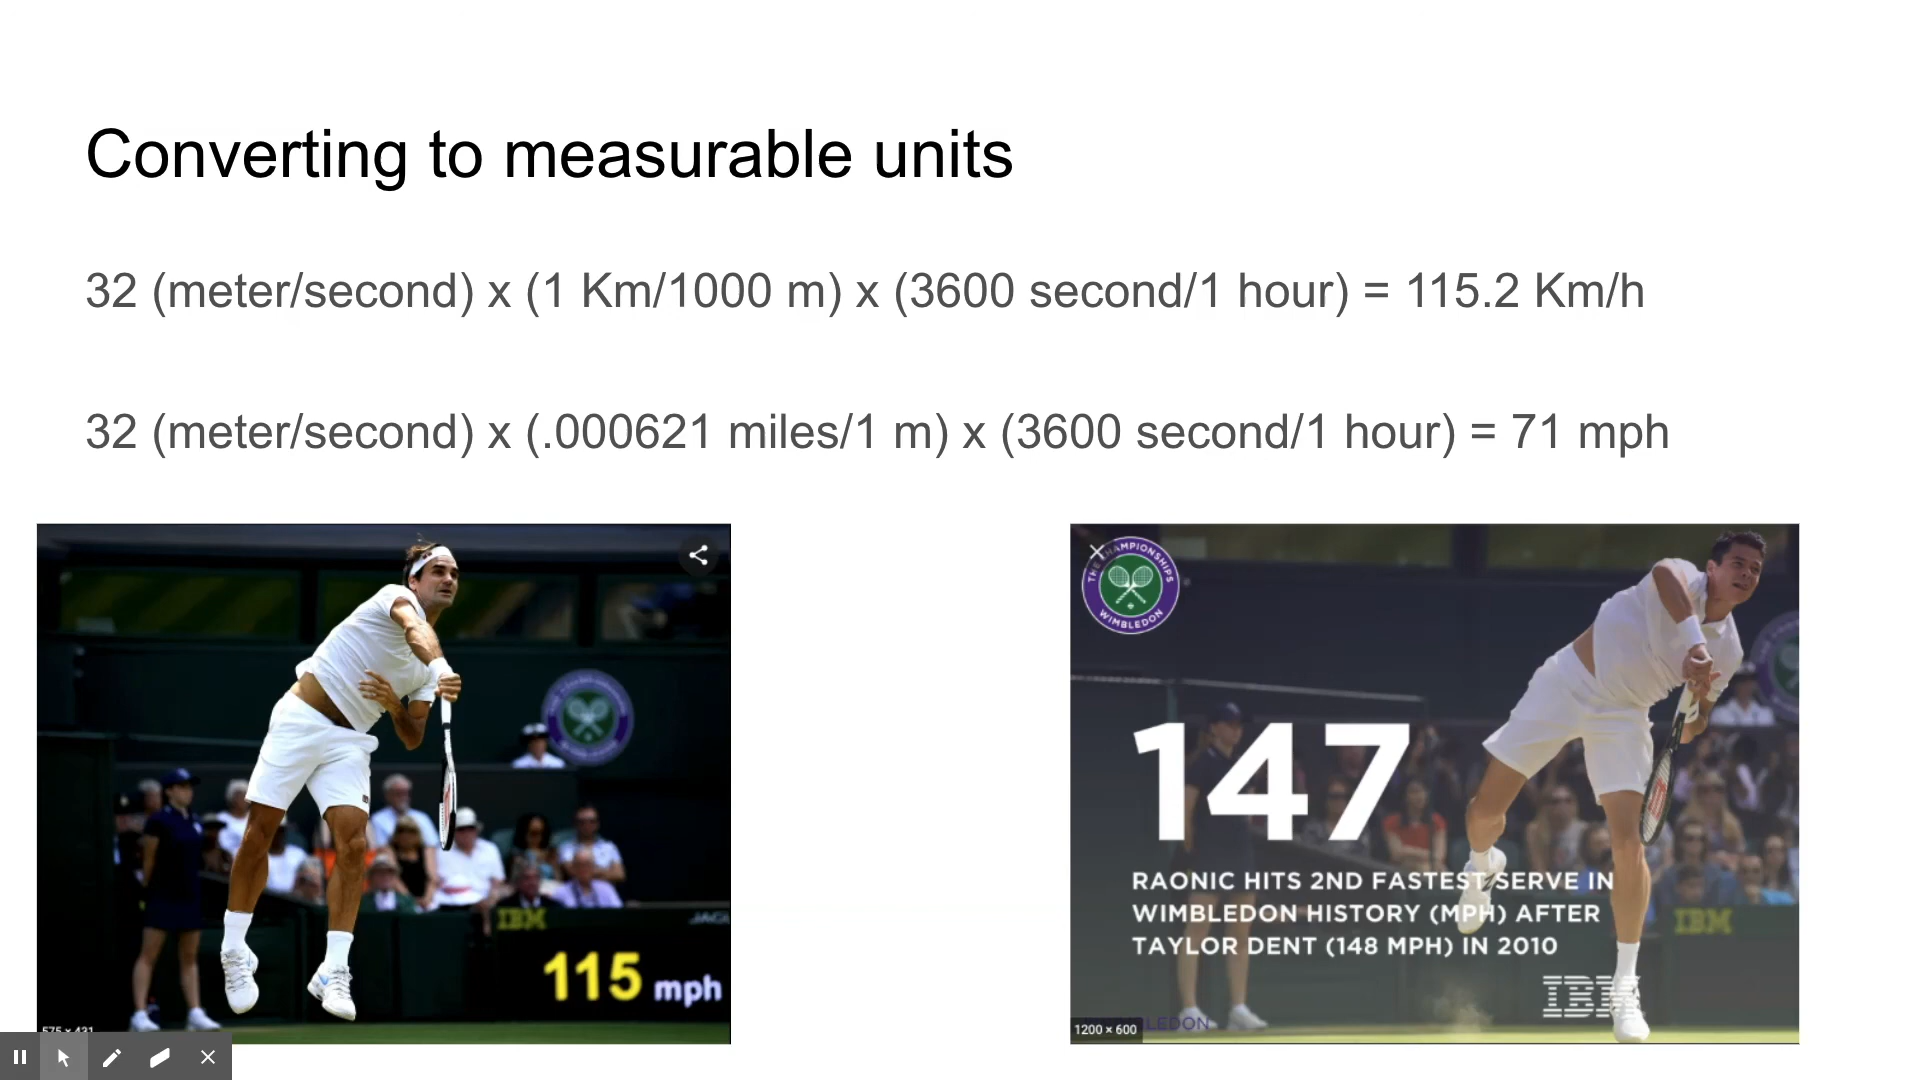 Converting to measurable units
32 (meter/second) x (1 Km/1000 m) x (3600 second/1 hour) = 115.2 Km/h
32 (meter/second) x (.000621 miles/1 m) x (3600 second/1 hour) = 71 mph
IBM
115 mph
575 × 431
THE CHAMPIONSHIPS
WIMBLEDON
147
RAONIC HITS 2ND FASTEST SERVE IN
WIMBLEDON HISTORY (MPH) AFTER
TAYLOR DENT (148 MPH) IN 2010
IBM
IBM
1200 × 600